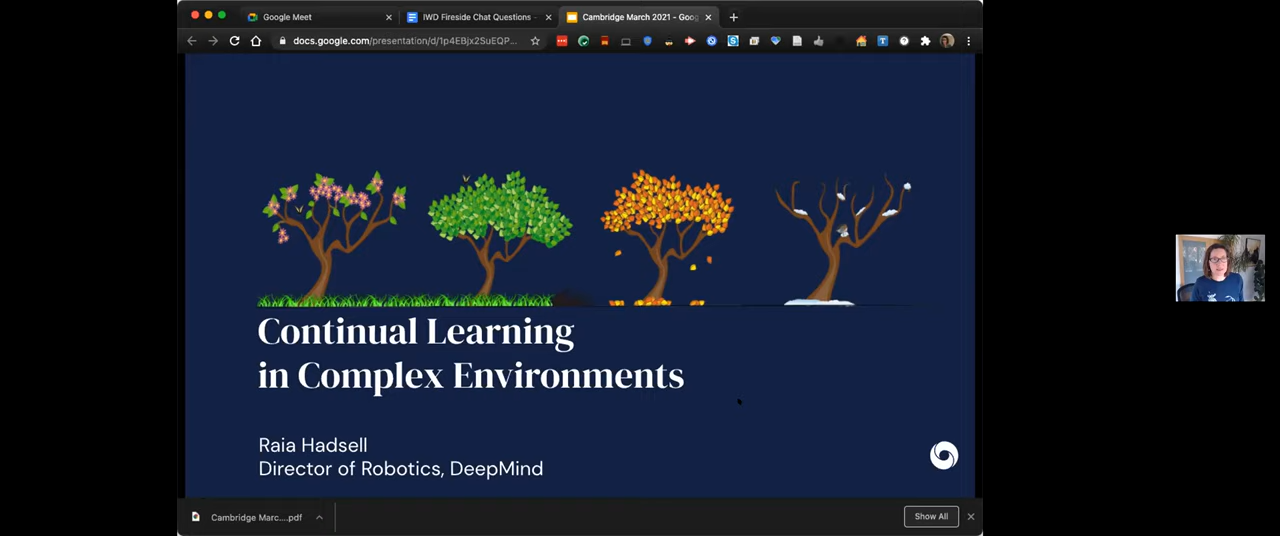 Google Meet
IWD Fireside Chat Questions -
Cambridge March 2021 - Goog
docs.google.com/presentation/d/1p4EBjx2SuEQP...
Continual Learning
in Complex Environments
Raia Hadsell
Director of Robotics, DeepMind
Cambridge Marc....pdf
Show All